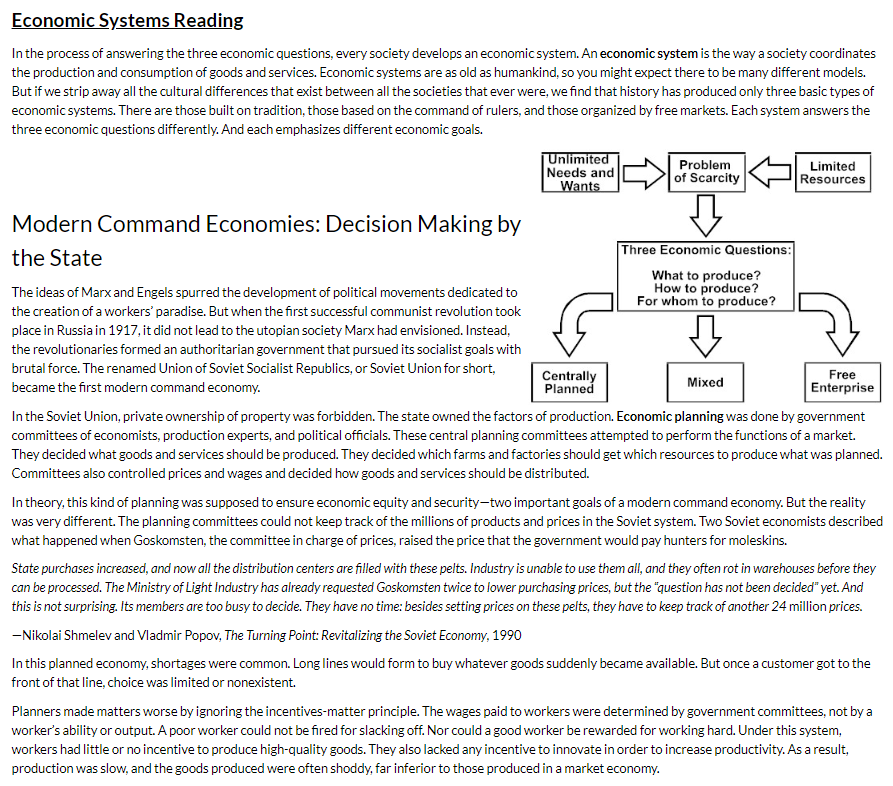 Economic Systems Reading
In the process of answering the three economic questions, every society develops an economic system. An economic system is the way a society coordinates
the production and consumption of goods and services. Economic systems are as old as humankind, so you might expect there to be many different models.
But if we strip away all the cultural differences that exist between all the societies that ever were, we find that history has produced only three basic types of
economic systems. There are those built on tradition, those based on the command of rulers, and those organized by free markets. Each system answers the
three economic questions differently. And each emphasizes different economic goals.
Unlimited
Needs and
Wants
Problem
of Scarcity
Limited
Resources
Three Economic Questions:
What to produce?
How to produce?
For whom to produce?
Centrally
Planned
Mixed
Free
Enterprise
Modern Command Economies: Decision Making by
the State
The ideas of Marx and Engels spurred the development of political movements dedicated to
the creation of a workers' paradise. But when the first successful communist revolution took
place in Russia in 1917, it did not lead to the utopian society Marx had envisioned. Instead,
the revolutionaries formed an authoritarian government that pursued its socialist goals with
brutal force. The renamed Union of Soviet Socialist Republics, or Soviet Union for short,
became the first modern command economy.
In the Soviet Union, private ownership of property was forbidden. The state owned the factors of production. Economic planning was done by government
committees of economists, production experts, and political officials. These central planning committees attempted to perform the functions of a market.
They decided what goods and services should be produced. They decided which farms and factories should get which resources to produce what was planned.
Committees also controlled prices and wages and decided how goods and services should be distributed.
In theory, this kind of planning was supposed to ensure economic equity and security—two important goals of a modern command economy. But the reality
was very different. The planning committees could not keep track of the millions of products and prices in the Soviet system. Two Soviet economists described
what happened when Goskomsten, the committee in charge of prices, raised the price that the government would pay hunters for moleskins.
State purchases increased, and now all the distribution centers are filled with these pelts. Industry is unable to use them all, and they often rot in warehouses before they
can be processed. The Ministry of Light Industry has already requested Goskomsten twice to lower purchasing prices, but the "question has not been decided" yet. And
this is not surprising. Its members are too busy to decide. They have no time: besides setting prices on these pelts, they have to keep track of another 24 million prices.
—Nikolai Shmelev and Vladmir Popov, The Turning Point: Revitalizing the Soviet Economy, 1990
In this planned economy, shortages were common. Long lines would form to buy whatever goods suddenly became available. But once a customer got to the
front of that line, choice was limited or nonexistent.
Planners made matters worse by ignoring the incentives-matter principle. The wages paid to workers were determined by government committees, not by a
worker's ability or output. A poor worker could not be fired for slacking off. Nor could a good worker be rewarded for working hard. Under this system,
workers had little or no incentive to produce high-quality goods. They also lacked any incentive to innovate in order to increase productivity. As a result,
production was slow, and the goods produced were often shoddy, far inferior to those produced in a market economy.